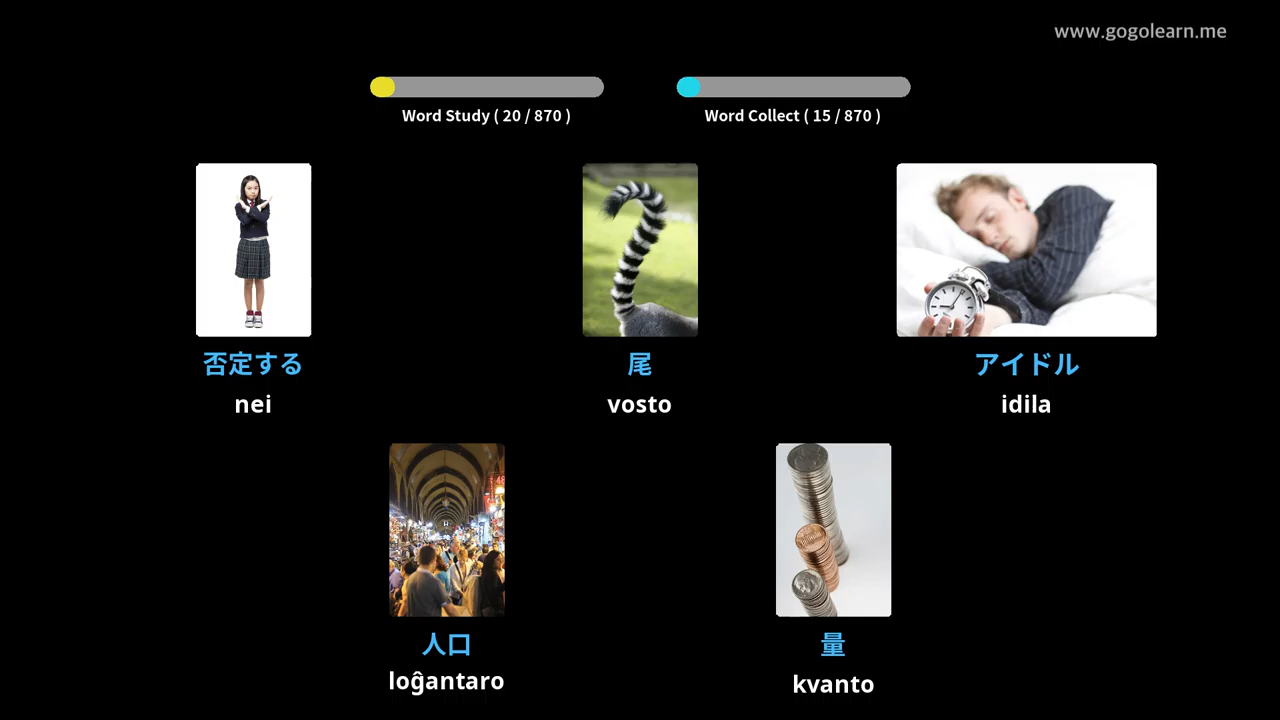 www.gogolearn.me
Word Study ( 20 / 870 )
Word Collect ( 15 / 870 )
否定する
nei
尾
vosto
アイドル
idila
人口
loĝantaro
量
kvanto